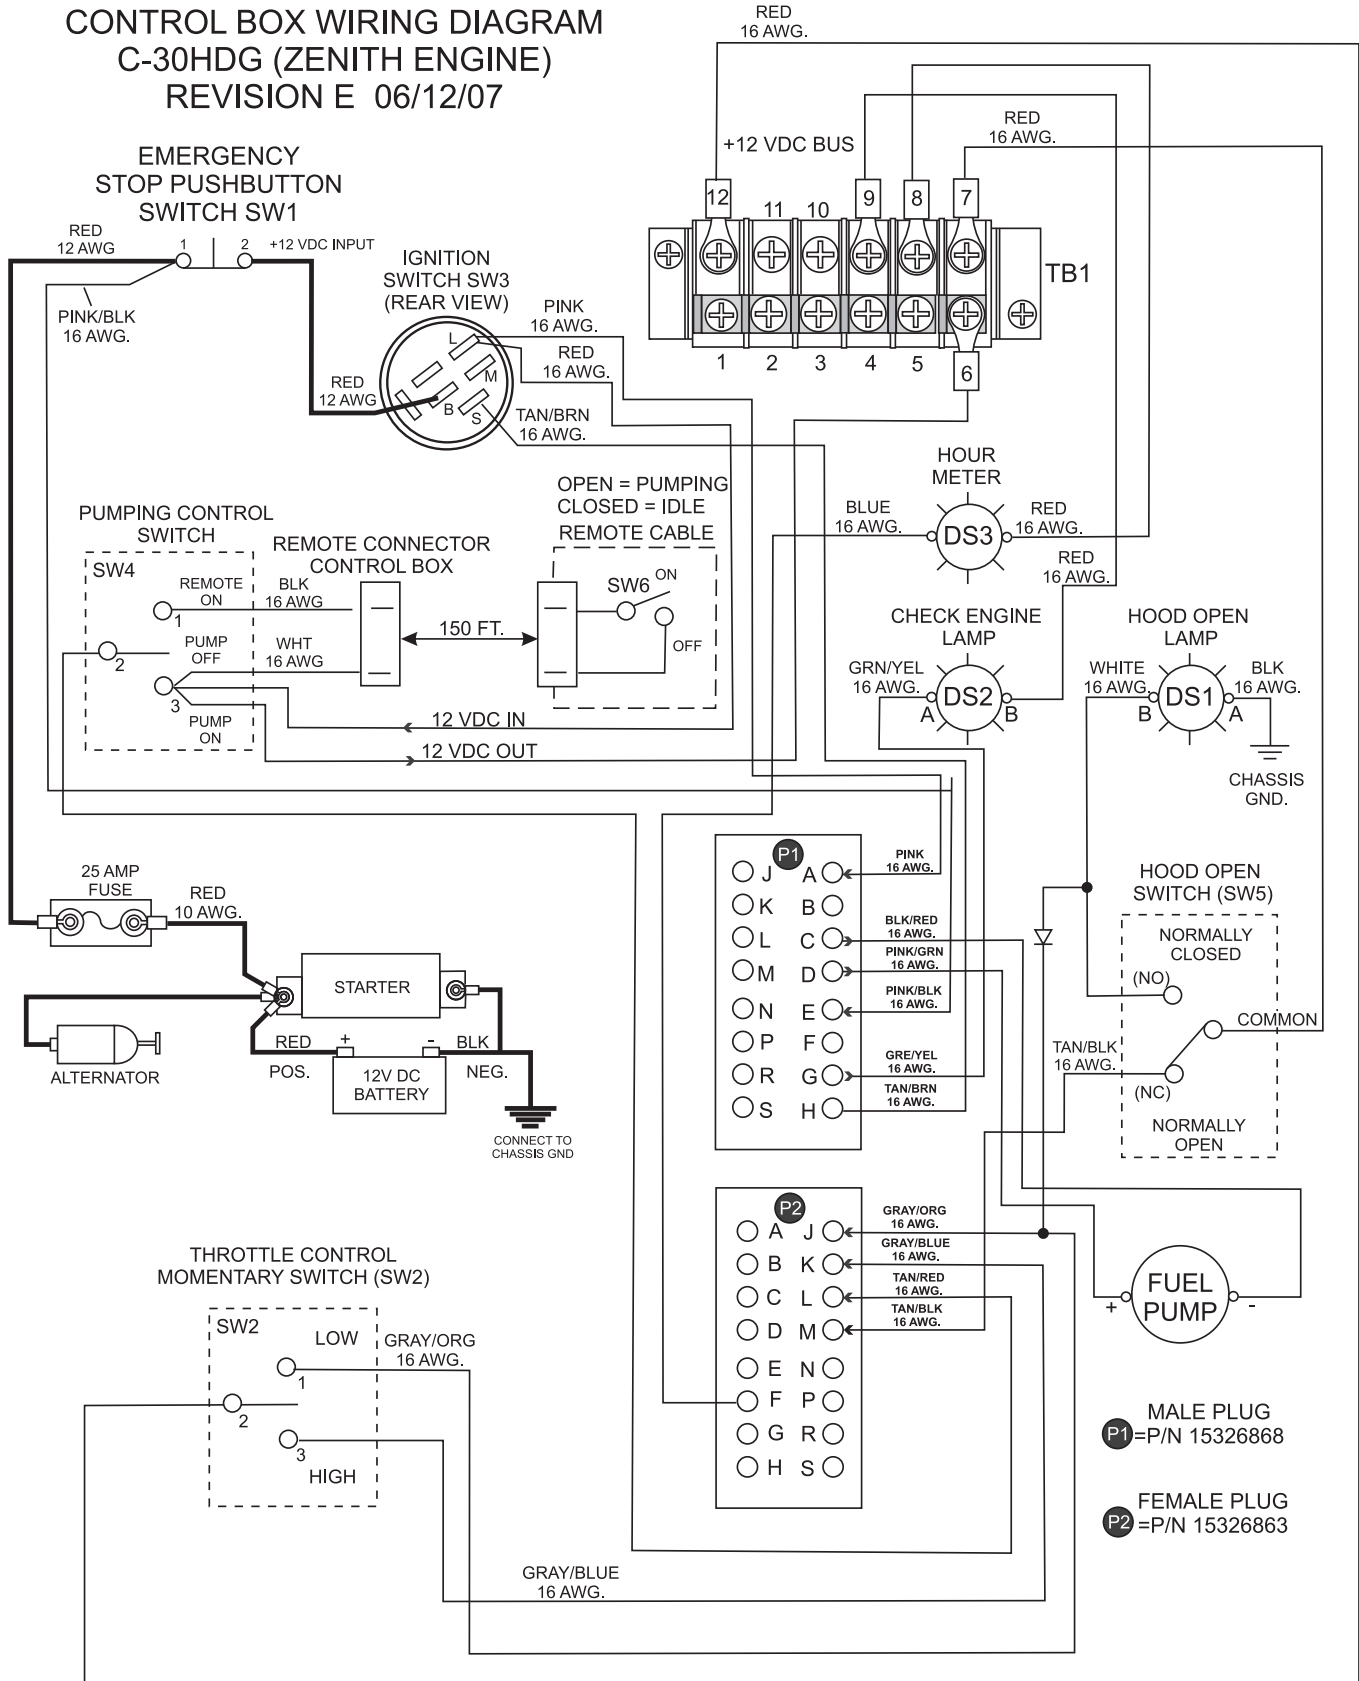 CONTROL BOX WIRING DIAGRAM
C-30HDG (ZENITH ENGINE)
REVISION E 06/12/07
RED
16 AWG.
RED
16 AWG.
+12 VDC BUS
12
11
10
9
8
7
TB1
1
2
3
4
5
6
EMERGENCY
STOP PUSHBUTTON
SWITCH SW1
RED
12 AWG
1
2
+12 VDC INPUT
PINK/BLK
16 AWG.
IGNITION
SWITCH SW3
(REAR VIEW)
L
M
B
S
RED
12 AWG
PINK
16 AWG.
RED
16 AWG.
TAN/BRN
16 AWG.
HOUR
METER
BLUE
16 AWG.
DS3
RED
16 AWG.
RED
16 AWG.
OPEN = PUMPING
CLOSED = IDLE
REMOTE CABLE
SW6
ON
OFF
PUMPING CONTROL
SWITCH
SW4
REMOTE
ON
1
PUMP
OFF
2
3
PUMP
ON
REMOTE CONNECTOR
CONTROL BOX
BLK
16 AWG
WHT
16 AWG
150 FT.
12 VDC IN
12 VDC OUT
CHECK ENGINE
LAMP
GRN/YEL
16 AWG.
A
DS2
B
HOOD OPEN
LAMP
WHITE
16 AWG.
B
DS1
A
BLK
16 AWG.
CHASSIS
GND.
25 AMP
FUSE
RED
10 AWG.
STARTER
ALTERNATOR
RED
POS.
+
-
12V DC
BATTERY
BLK
NEG.
CONNECT TO
CHASSIS GND
P1
J
A
K
B
L
C
M
D
N
E
P
F
R
G
S
H
PINK
16 AWG.
BLK/RED
16 AWG.
PINK/GRN
16 AWG.
PINK/BLK
16 AWG.
GRE/YEL
16 AWG.
TAN/BRN
16 AWG.
HOOD OPEN
SWITCH (SW5)
NORMALLY
CLOSED
(NO)
COMMON
TAN/BLK
16 AWG.
(NC)
NORMALLY
OPEN
P2
A
J
B
K
C
L
D
M
E
N
F
P
G
R
H
S
GRAY/ORG
16 AWG.
GRAY/BLUE
16 AWG.
TAN/RED
16 AWG.
TAN/BLK
16 AWG.
FUEL
PUMP
+
-
THROTTLE CONTROL
MOMENTARY SWITCH (SW2)
SW2
LOW
1
2
3
HIGH
GRAY/ORG
16 AWG.
GRAY/BLUE
16 AWG.
MALE PLUG
P1 =P/N 15326868
FEMALE PLUG
P2 =P/N 15326863